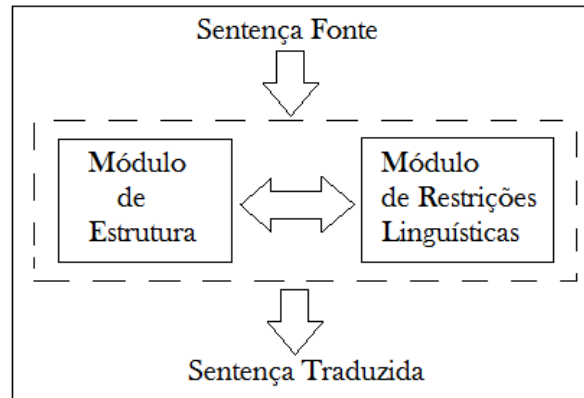 Sentença Fonte
Módulo
de
Estrutura
Módulo
de Restrições
Linguísticas
Sentença Traduzida